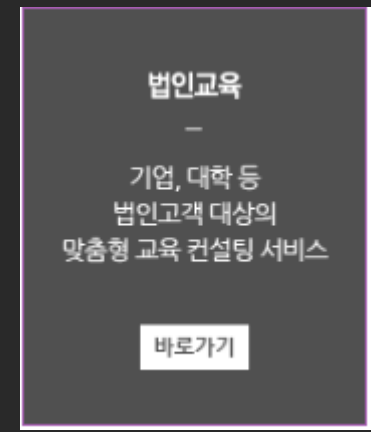 법인교육
–
기업, 대학 등
법인고객 대상의
맞춤형 교육 컨설팅 서비스
바로가기